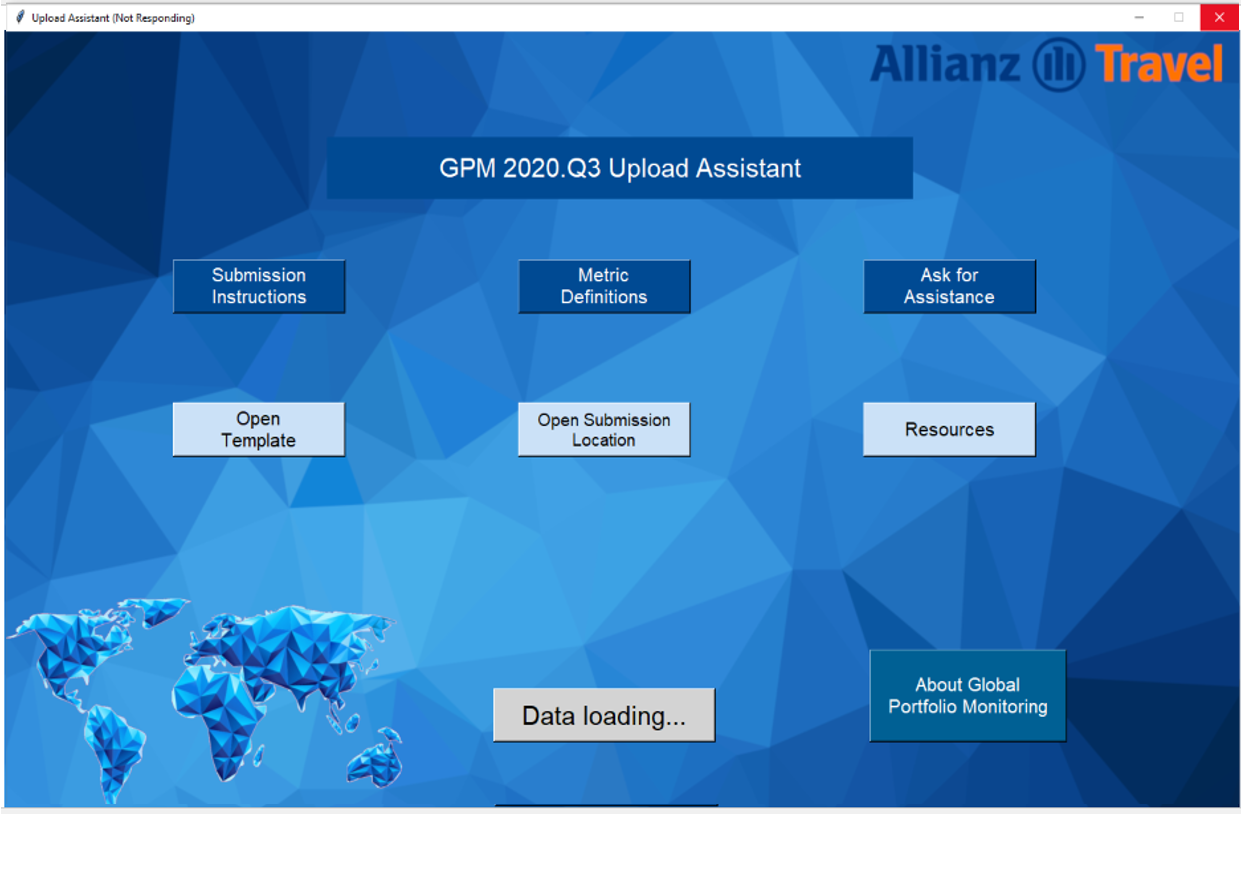 Upload Assistant (Not Responding)
Allianz Travel
GPM 2020.Q3 Upload Assistant
Submission
Instructions
Metric
Definitions
Ask for
Assistance
Open
Template
Open Submission
Location
Resources
About Global
Portfolio Monitoring
Data loading...